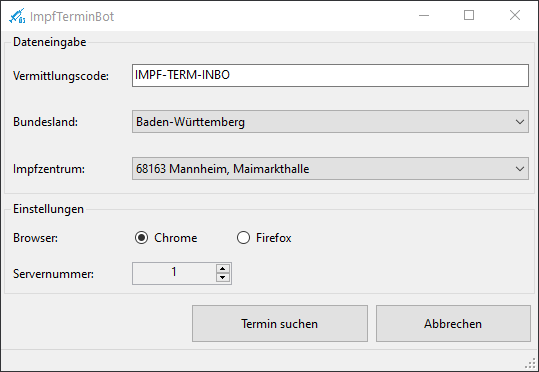 ImpfTerminBot
Dateneingabe
Vermittlungscode: IMPF-TERM-INBO
Bundesland: Baden-Württemberg
Impfzentrum: 68163 Mannheim, Maimarkthalle
Einstellungen
Browser: Chrome Firefox
Servernummer: 1
Termin suchen Abbrechen